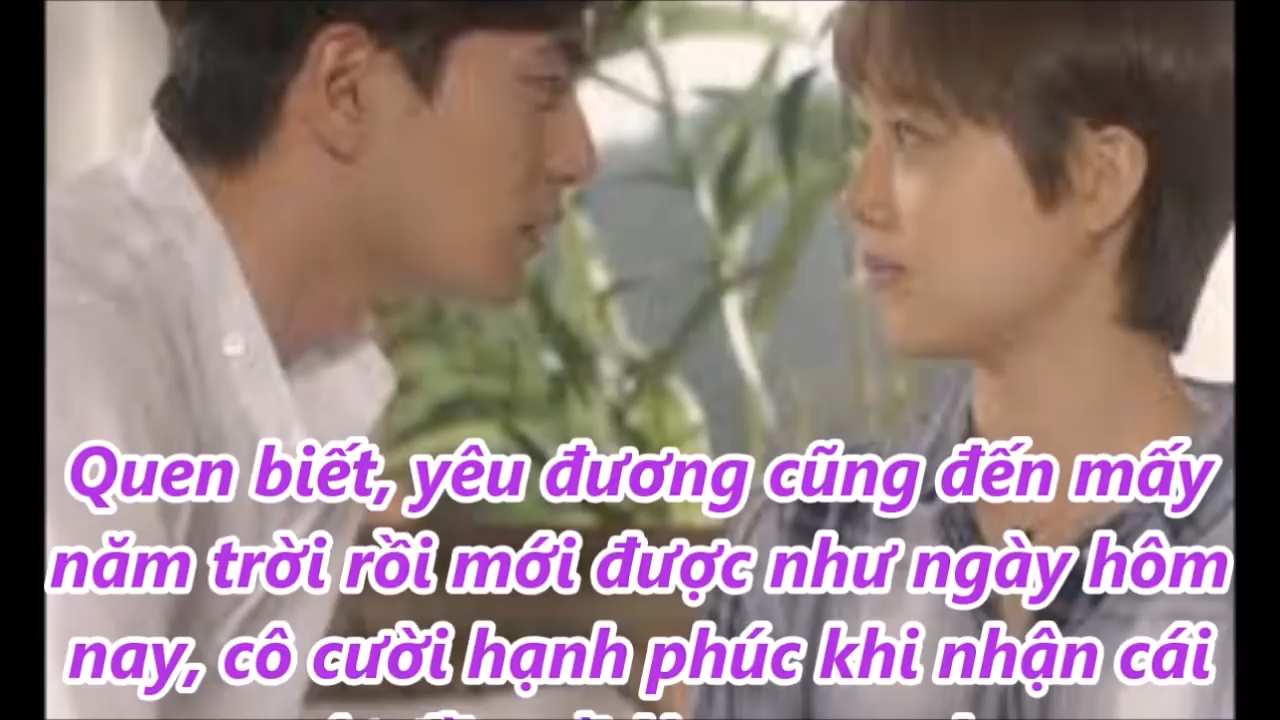 Quen biết, yêu đương cũng đến mấy
năm trời rồi mới được như ngày hôm
nay, cô cười hạnh phúc khi nhận cái